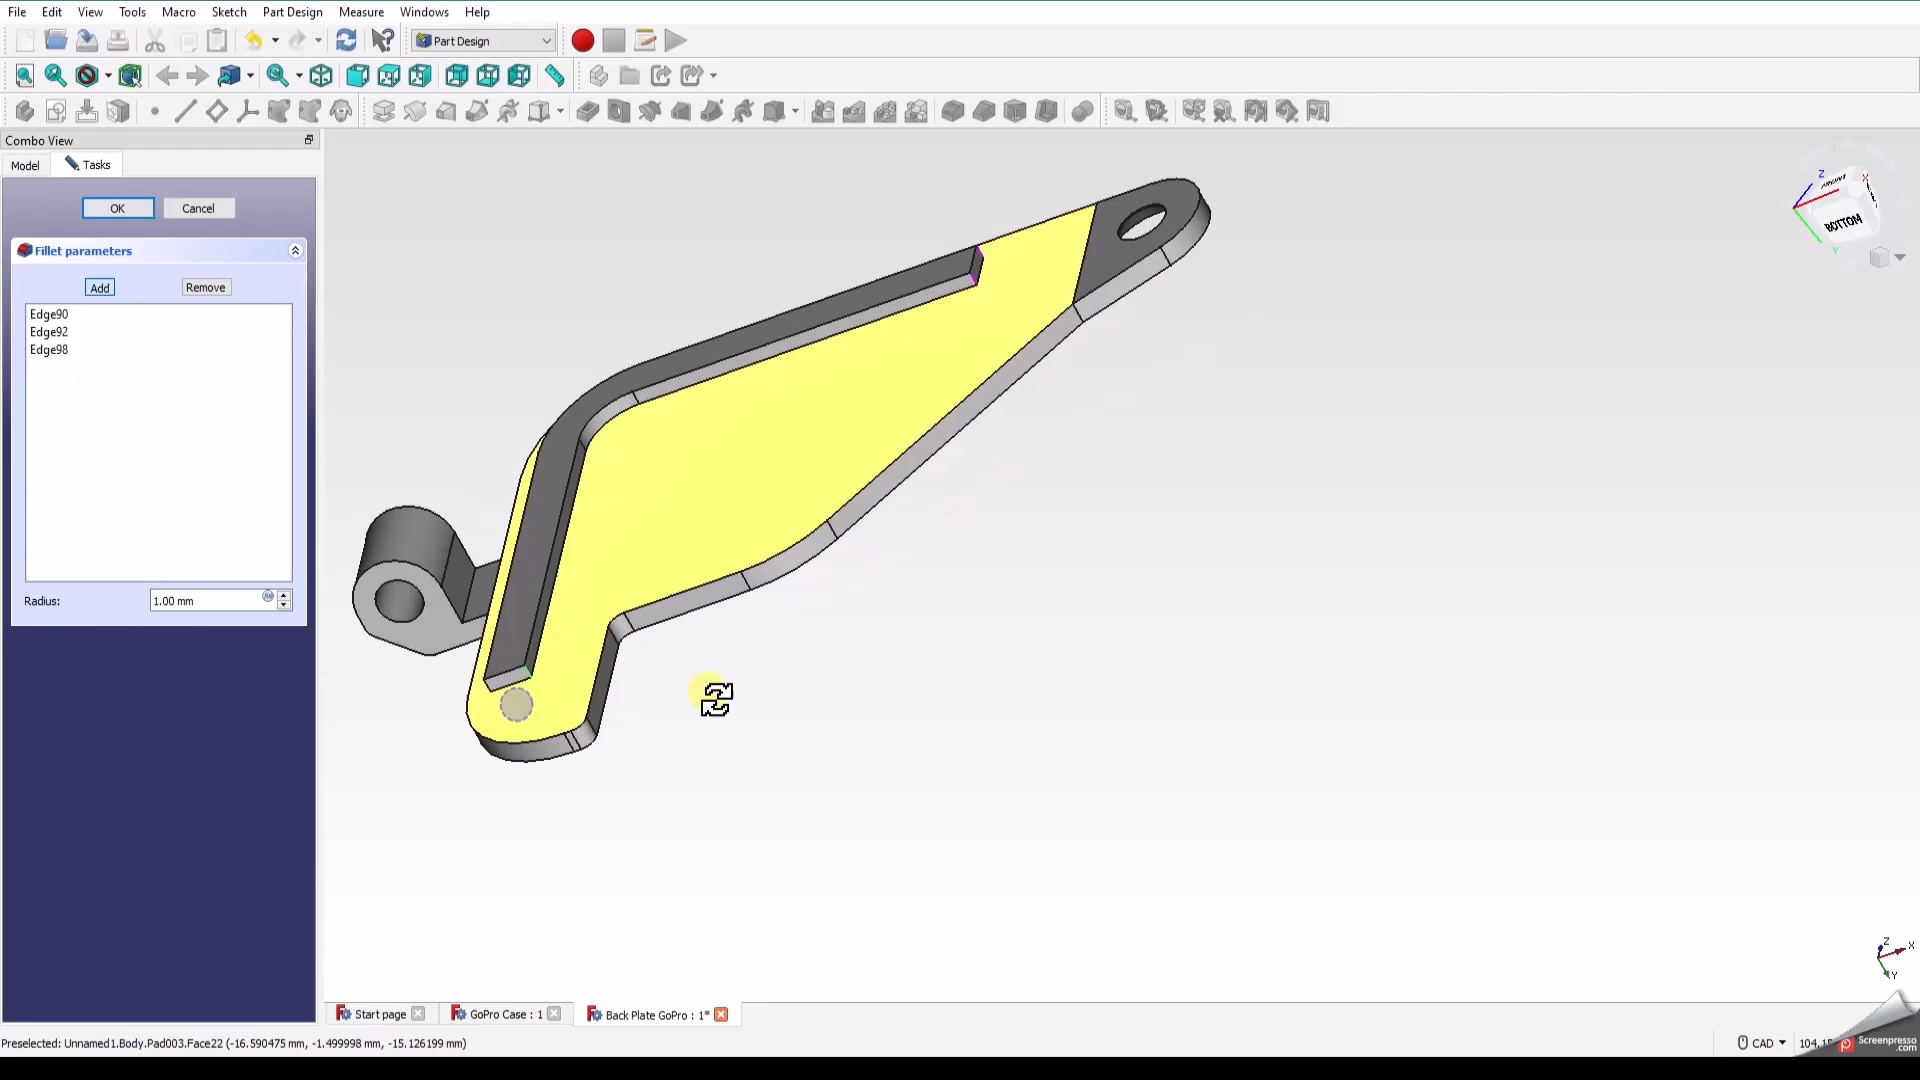 File Edit View Tools Macro Sketch Part Design Measure Windows Help
Part Design
Combo View
Model Tasks
OK Cancel
Fillet parameters
Add Remove
Edge90
Edge92
Edge98
Radius: 1.00 mm
Z X
BOTTOM
Y
Z X
Y
Start page GoPro Case : 1 Back Plate GoPro : 1*
Preselected: Unnamed1.Body.Pad003.Face22 (-16.590475 mm, -1.499998 mm, -15.126199 mm)
CAD
Screenpresso
.com